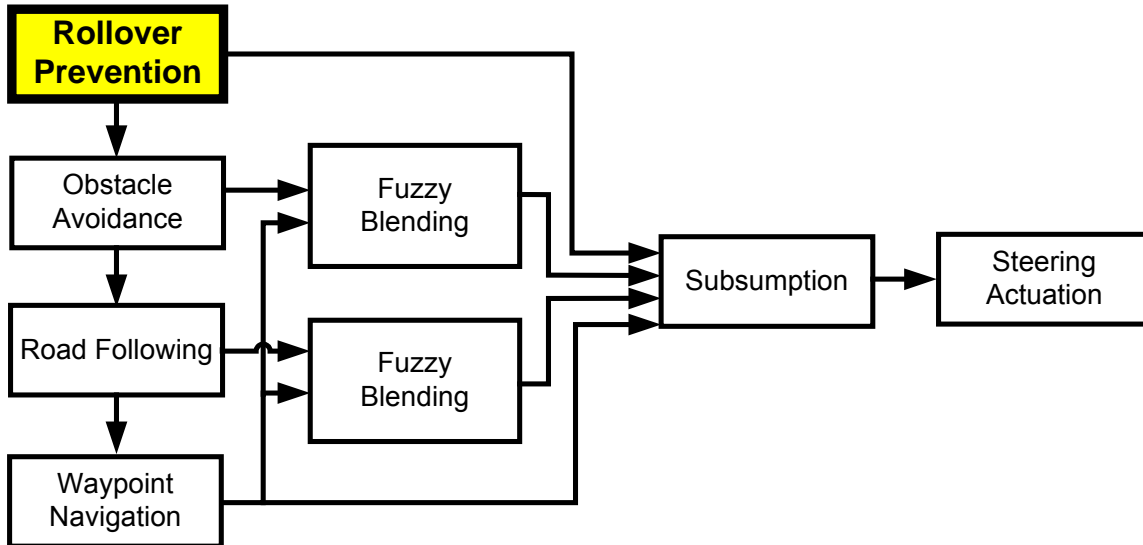 Rollover
Prevention
Obstacle
Avoidance
Fuzzy
Blending
Subsumption
Steering
Actuation
Road Following
Fuzzy
Blending
Waypoint
Navigation